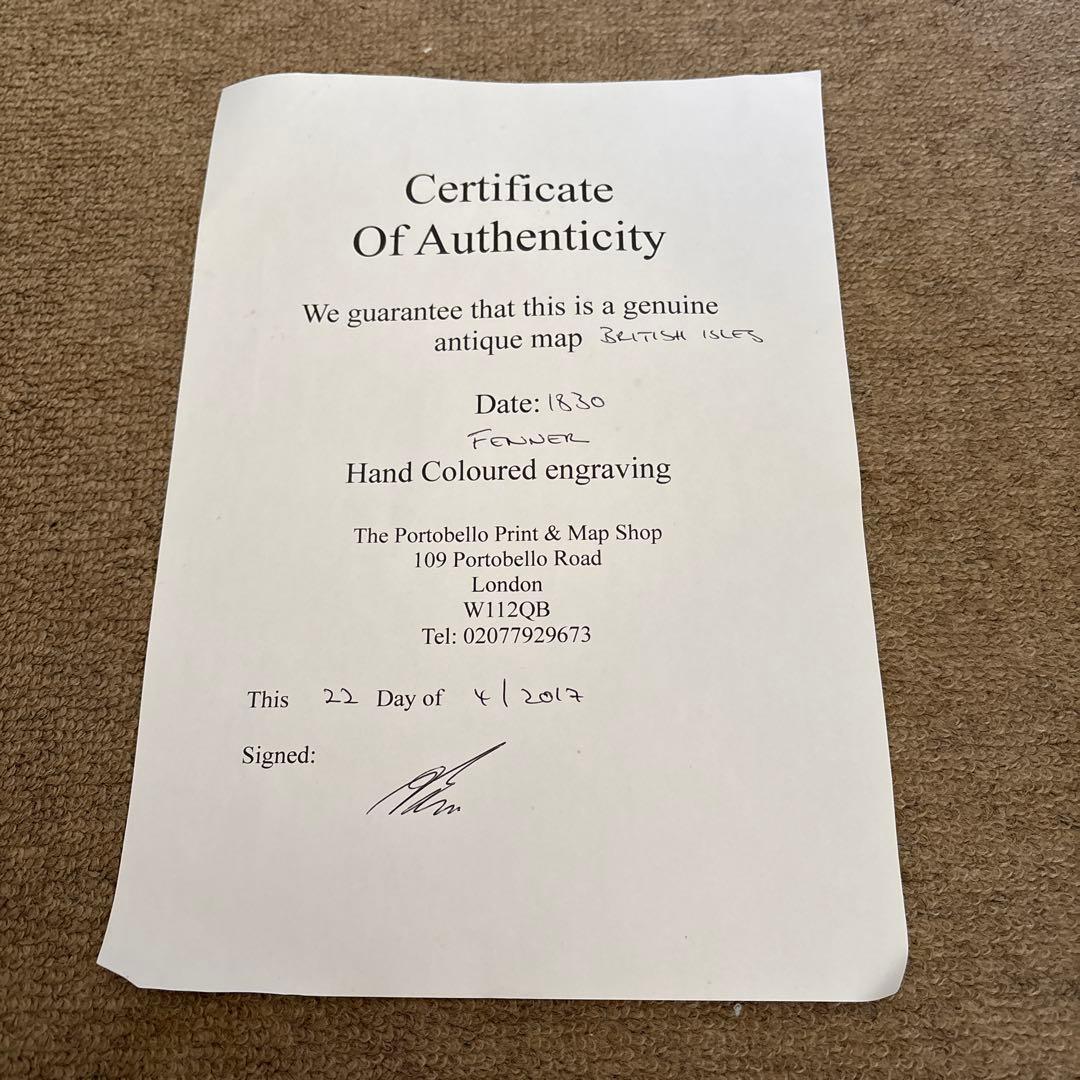 Certificate
Of Authenticity
We guarantee that this is a genuine
antique map BRITISH ISLES
Date: 1830
FENNER
Hand Coloured engraving
The Portobello Print & Map Shop
109 Portobello Road
London
W112QB
Tel: 02077929673
This 22 Day of 4/2017
Signed: